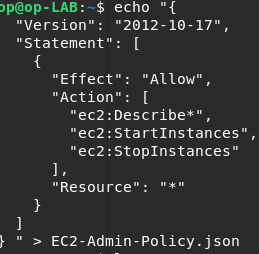 op@op-LAB:~$ echo "{
  "Version": "2012-10-17",
  "Statement": [
    {
      "Effect": "Allow",
      "Action": [
        "ec2:Describe*",
        "ec2:StartInstances",
        "ec2:StopInstances"
      ],
      "Resource": "*"
    }
  ]
} " > EC2-Admin-Policy.json